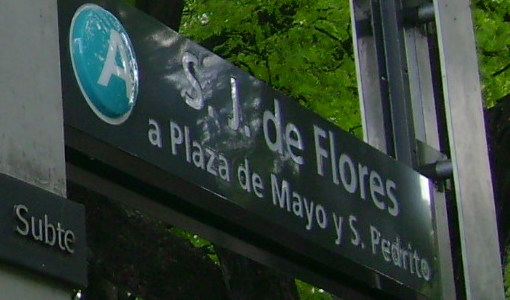 A
S. J. de Flores
a Plaza de Mayo y S. Pedrito
Subte